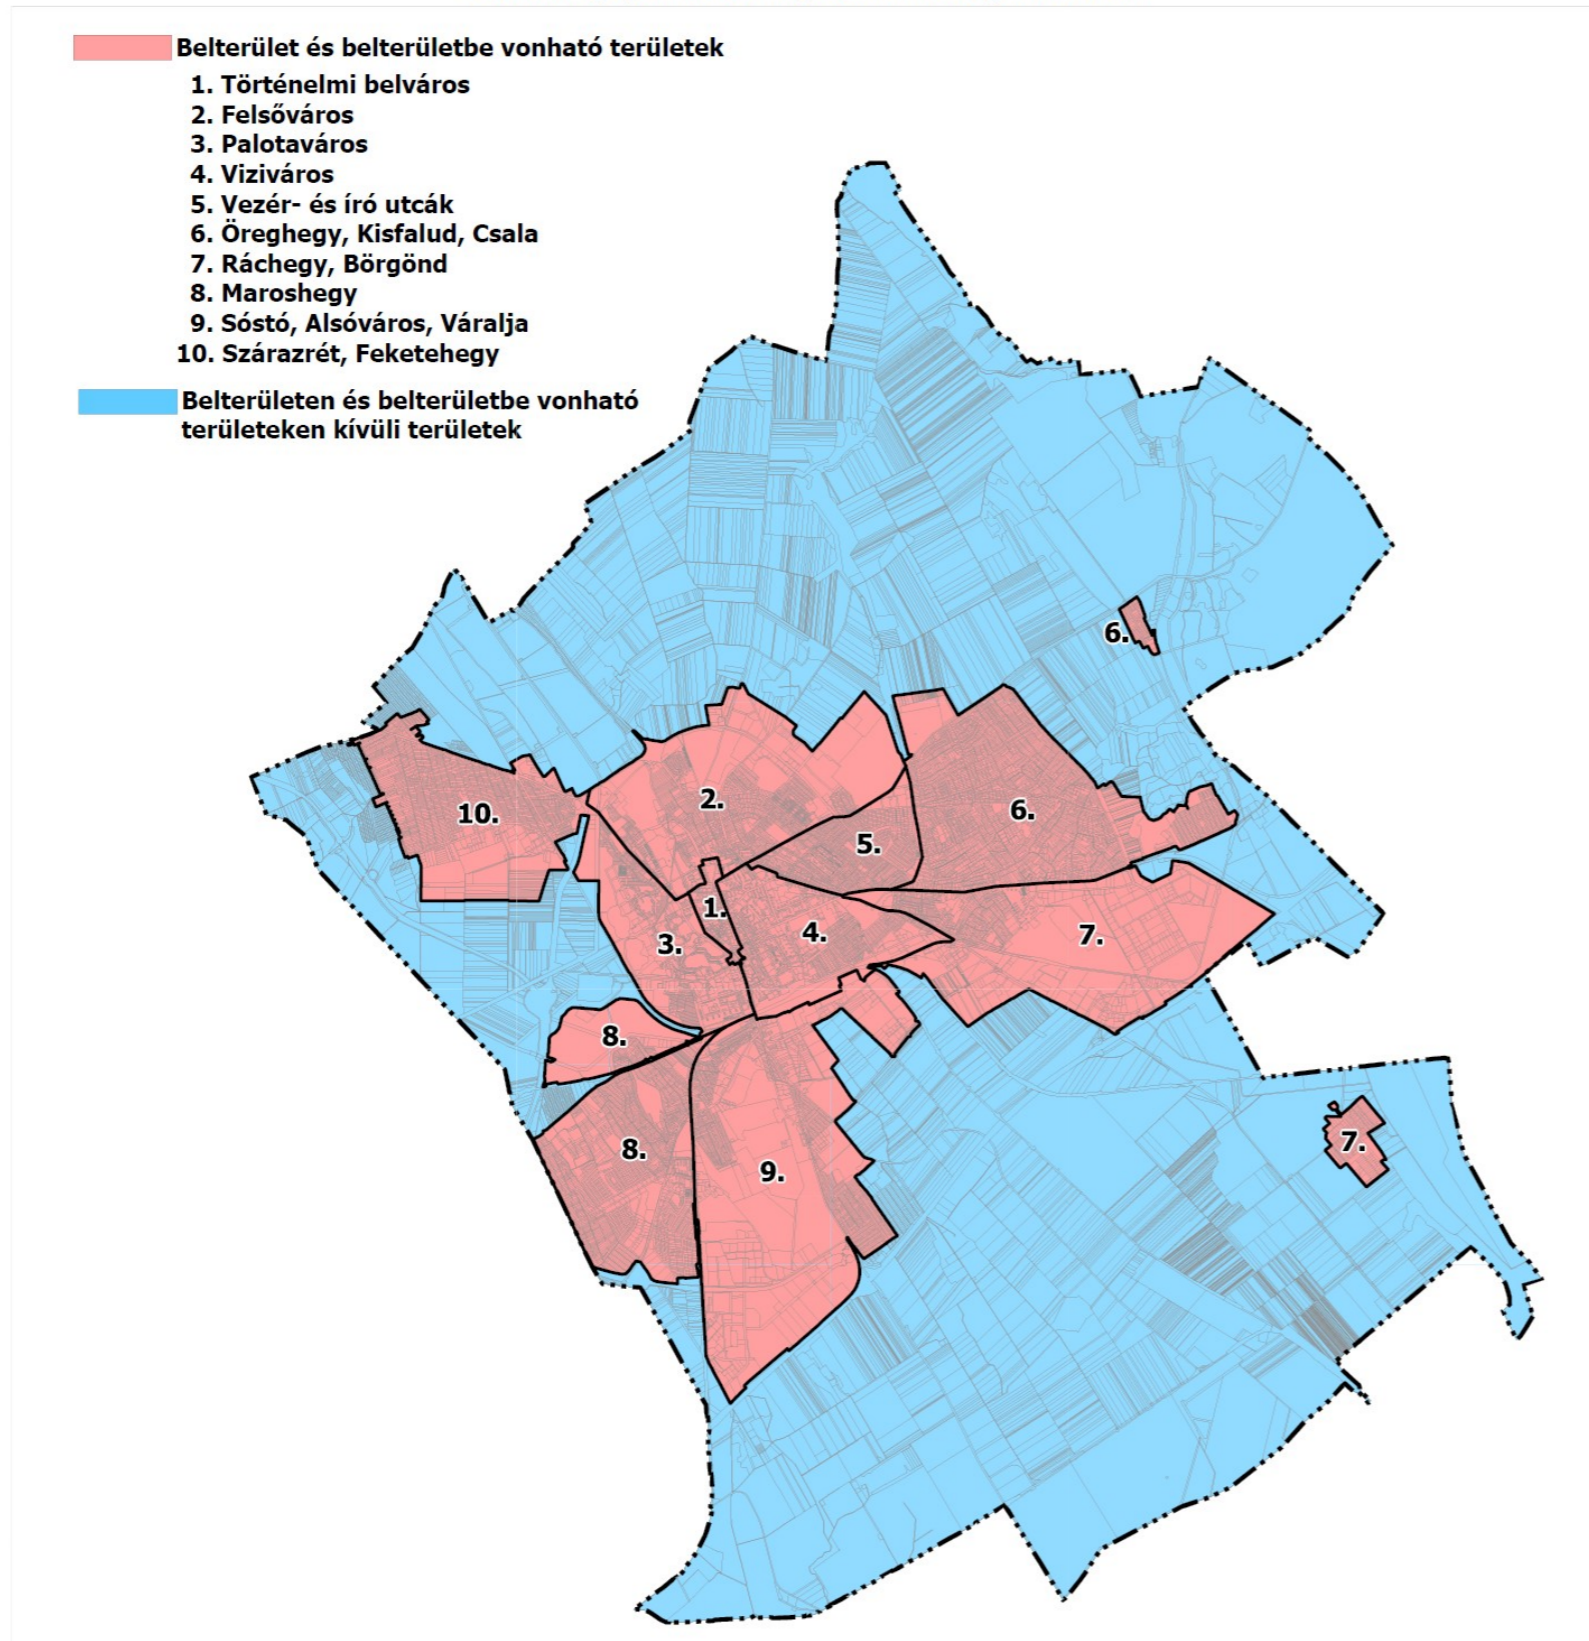 Belterület és belterületbe vonható területek
1. Történelmi belváros
2. Felsőváros
3. Palotaváros
4. Viziváros
5. Vezér- és író utcák
6. Öreghegy, Kisfalud, Csala
7. Ráchegy, Börgönd
8. Maroshegy
9. Sóstó, Alsóváros, Váralja
10. Szárazrét, Feketehegy
Belterületen és belterületbe vonható
területeken kívüli területek
6.
2.
6.
10.
5.
1.
4.
7.
3.
8.
7.
8.
9.